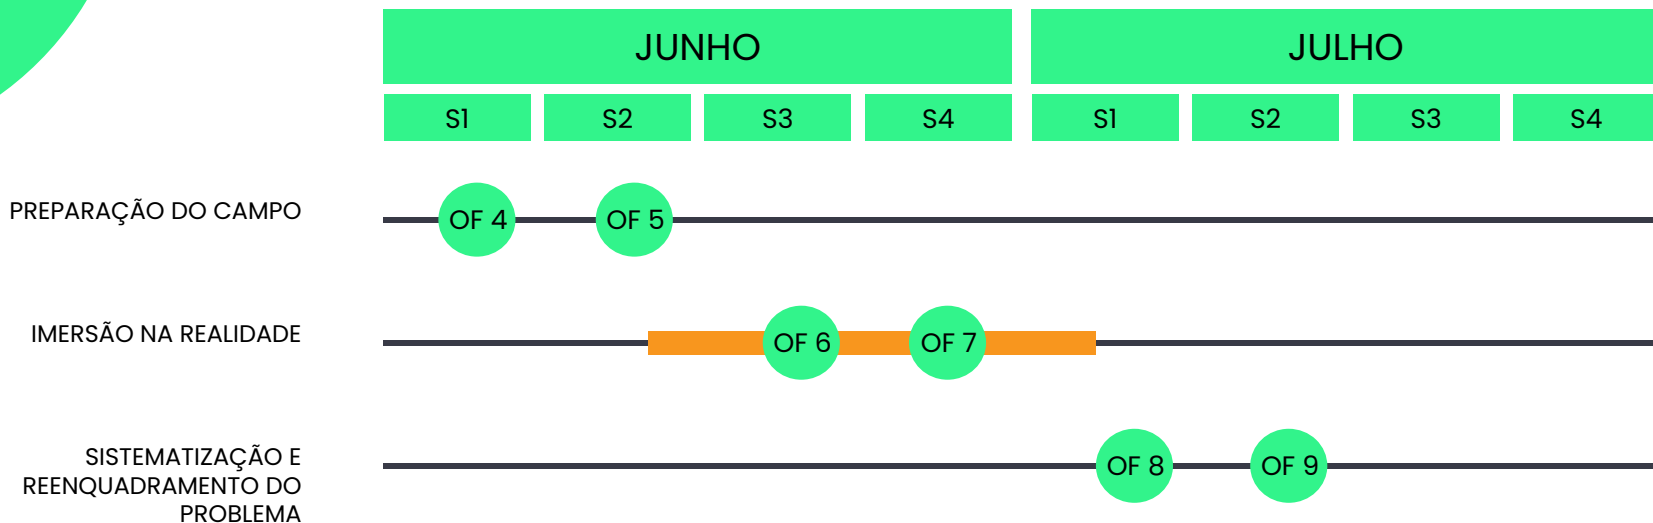 JUNHO
JULHO
S1
S2
S3
S4
S1
S2
S3
S4
PREPARAÇÃO DO CAMPO
OF 4
OF 5
IMERSÃO NA REALIDADE
OF 6
OF 7
SISTEMATIZAÇÃO E
REENQUADRAMENTO DO
PROBLEMA
OF 8
OF 9